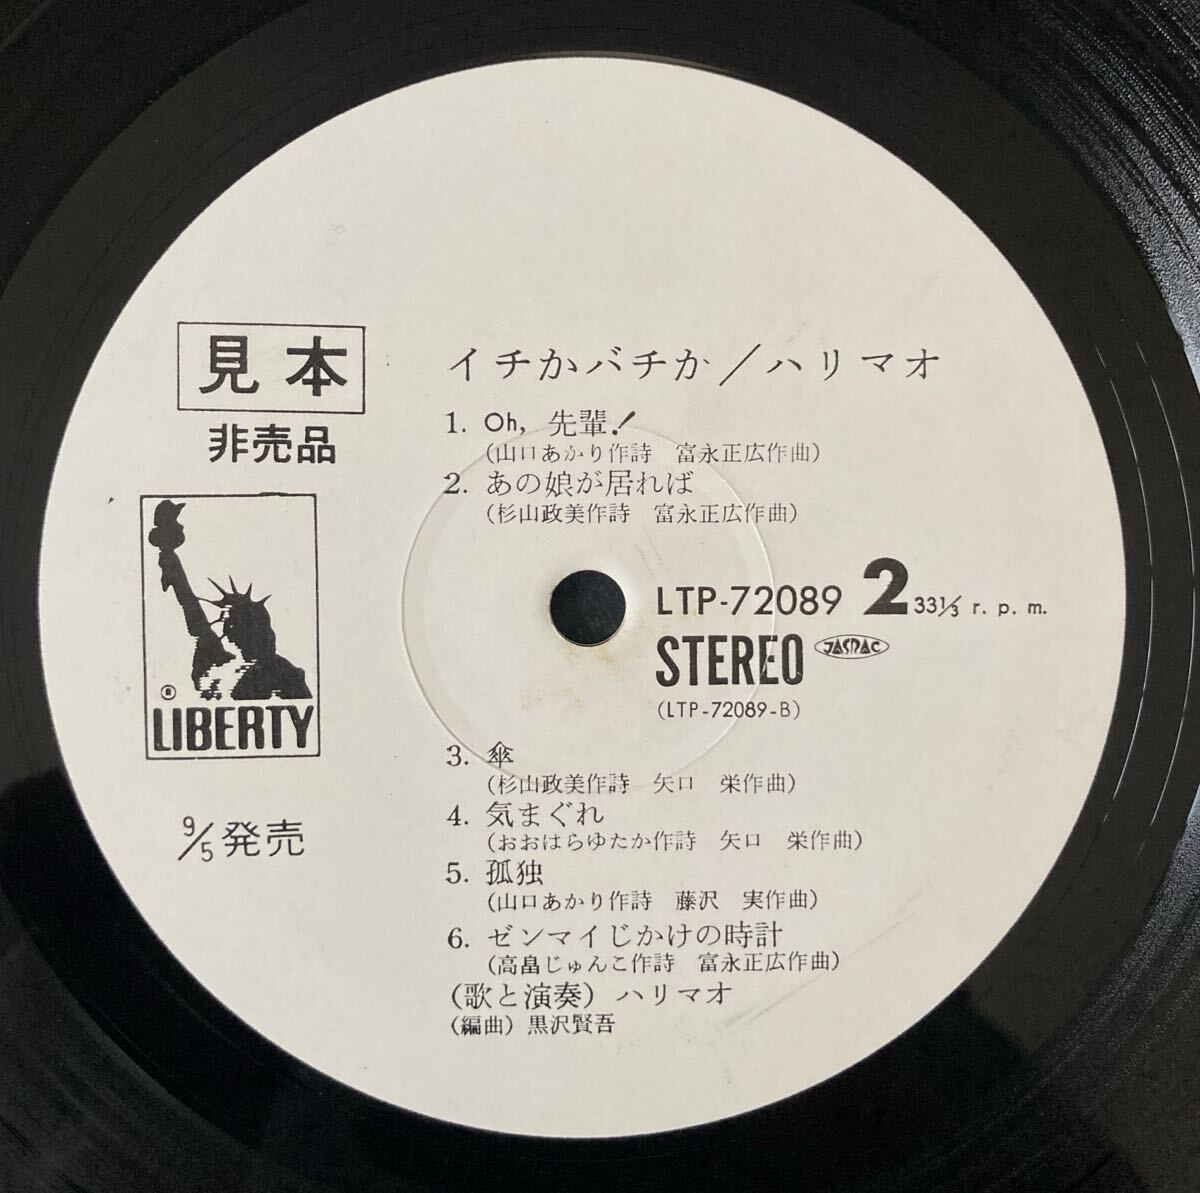 見本
非売品
イチかバチか／ハリマオ
1. Oh, 先輩!
(山口あかり作詩 富永正広作曲)
2. あの娘が居れば
(杉山政美作詩 富永正広作曲)
LTP-72089 2 33⅓ r. p. m.
STEREO JASRAC
(LTP-72089-B)
® LIBERTY
3. 傘
(杉山政美作詩 矢口 栄作曲)
4. 気まぐれ
(おおはらゆたか作詩 矢口 栄作曲)
9/5発売
5. 孤独
(山口あかり作詩 藤沢 実作曲)
6. ゼンマイじかけの時計
(高畠じゅんこ作詩 富永正広作曲)
(歌と演奏) ハリマオ
(編曲) 黒沢賢吾